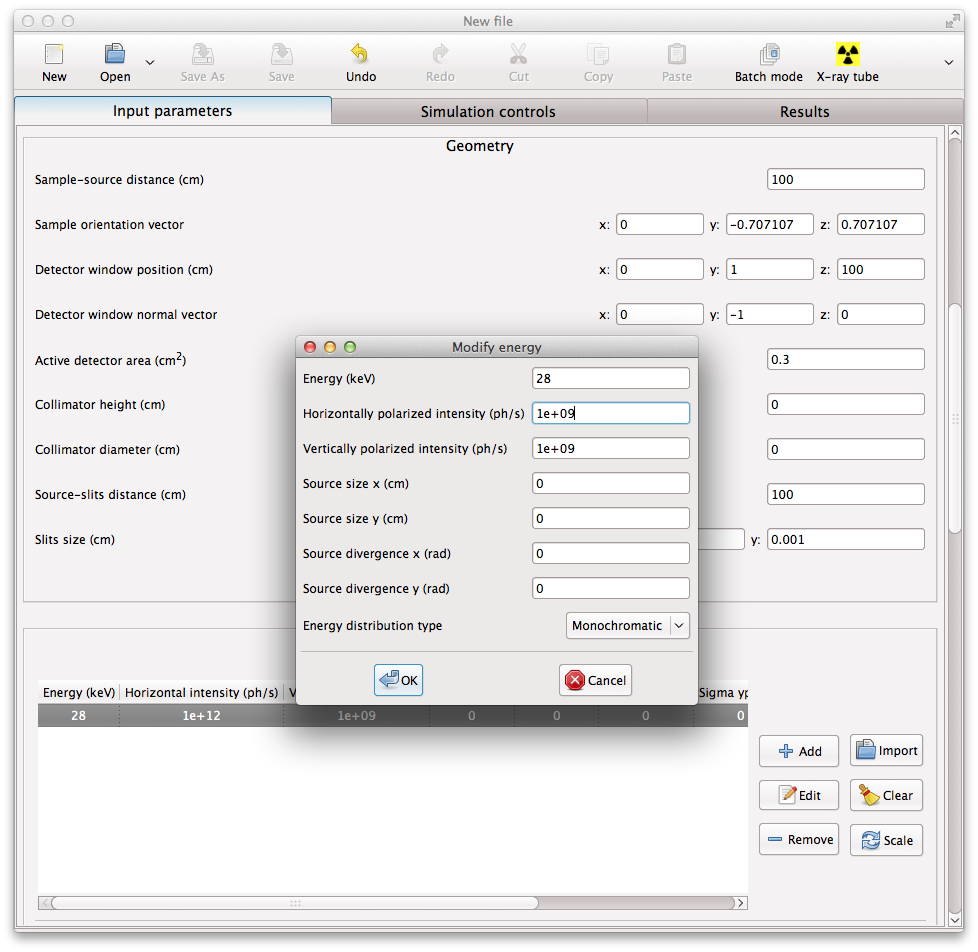 New file
New Open Save As Save Undo Redo Cut Copy Paste Batch mode X-ray tube
Input parameters Simulation controls Results
Geometry
Sample-source distance (cm) 100
Sample orientation vector x: 0 y: -0.707107 z: 0.707107
Detector window position (cm) x: 0 y: 1 z: 100
Detector window normal vector x: 0 y: -1 z: 0
Active detector area (cm²) 0.3
Collimator height (cm) 0
Collimator diameter (cm) 0
Source-slits distance (cm) 100
Slits size (cm) y: 0.001
Modify energy
Energy (keV) 28
Horizontally polarized intensity (ph/s) 1e+09
Vertically polarized intensity (ph/s) 1e+09
Source size x (cm) 0
Source size y (cm) 0
Source divergence x (rad) 0
Source divergence y (rad) 0
Energy distribution type Monochromatic
OK Cancel
Energy (keV) Horizontal intensity (ph/s) V Sigma yp
28 1e+12 1e+09 0 0 0 0
Add Import
Edit Clear
Remove Scale